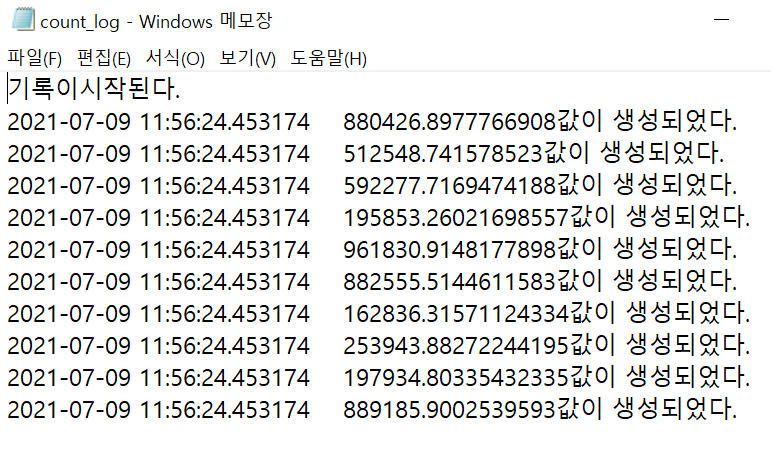 count_log - Windows 메모장
파일(F) 편집(E) 서식(O) 보기(V) 도움말(H)
기록이시작된다.
2021-07-09 11:56:24.453174 880426.8977766908값이 생성되었다.
2021-07-09 11:56:24.453174 512548.741578523값이 생성되었다.
2021-07-09 11:56:24.453174 592277.7169474188값이 생성되었다.
2021-07-09 11:56:24.453174 195853.26021698557값이 생성되었다.
2021-07-09 11:56:24.453174 961830.9148177898값이 생성되었다.
2021-07-09 11:56:24.453174 882555.5144611583값이 생성되었다.
2021-07-09 11:56:24.453174 162836.31571124334값이 생성되었다.
2021-07-09 11:56:24.453174 253943.88272244195값이 생성되었다.
2021-07-09 11:56:24.453174 197934.80335432335값이 생성되었다.
2021-07-09 11:56:24.453174 889185.9002539593값이 생성되었다.